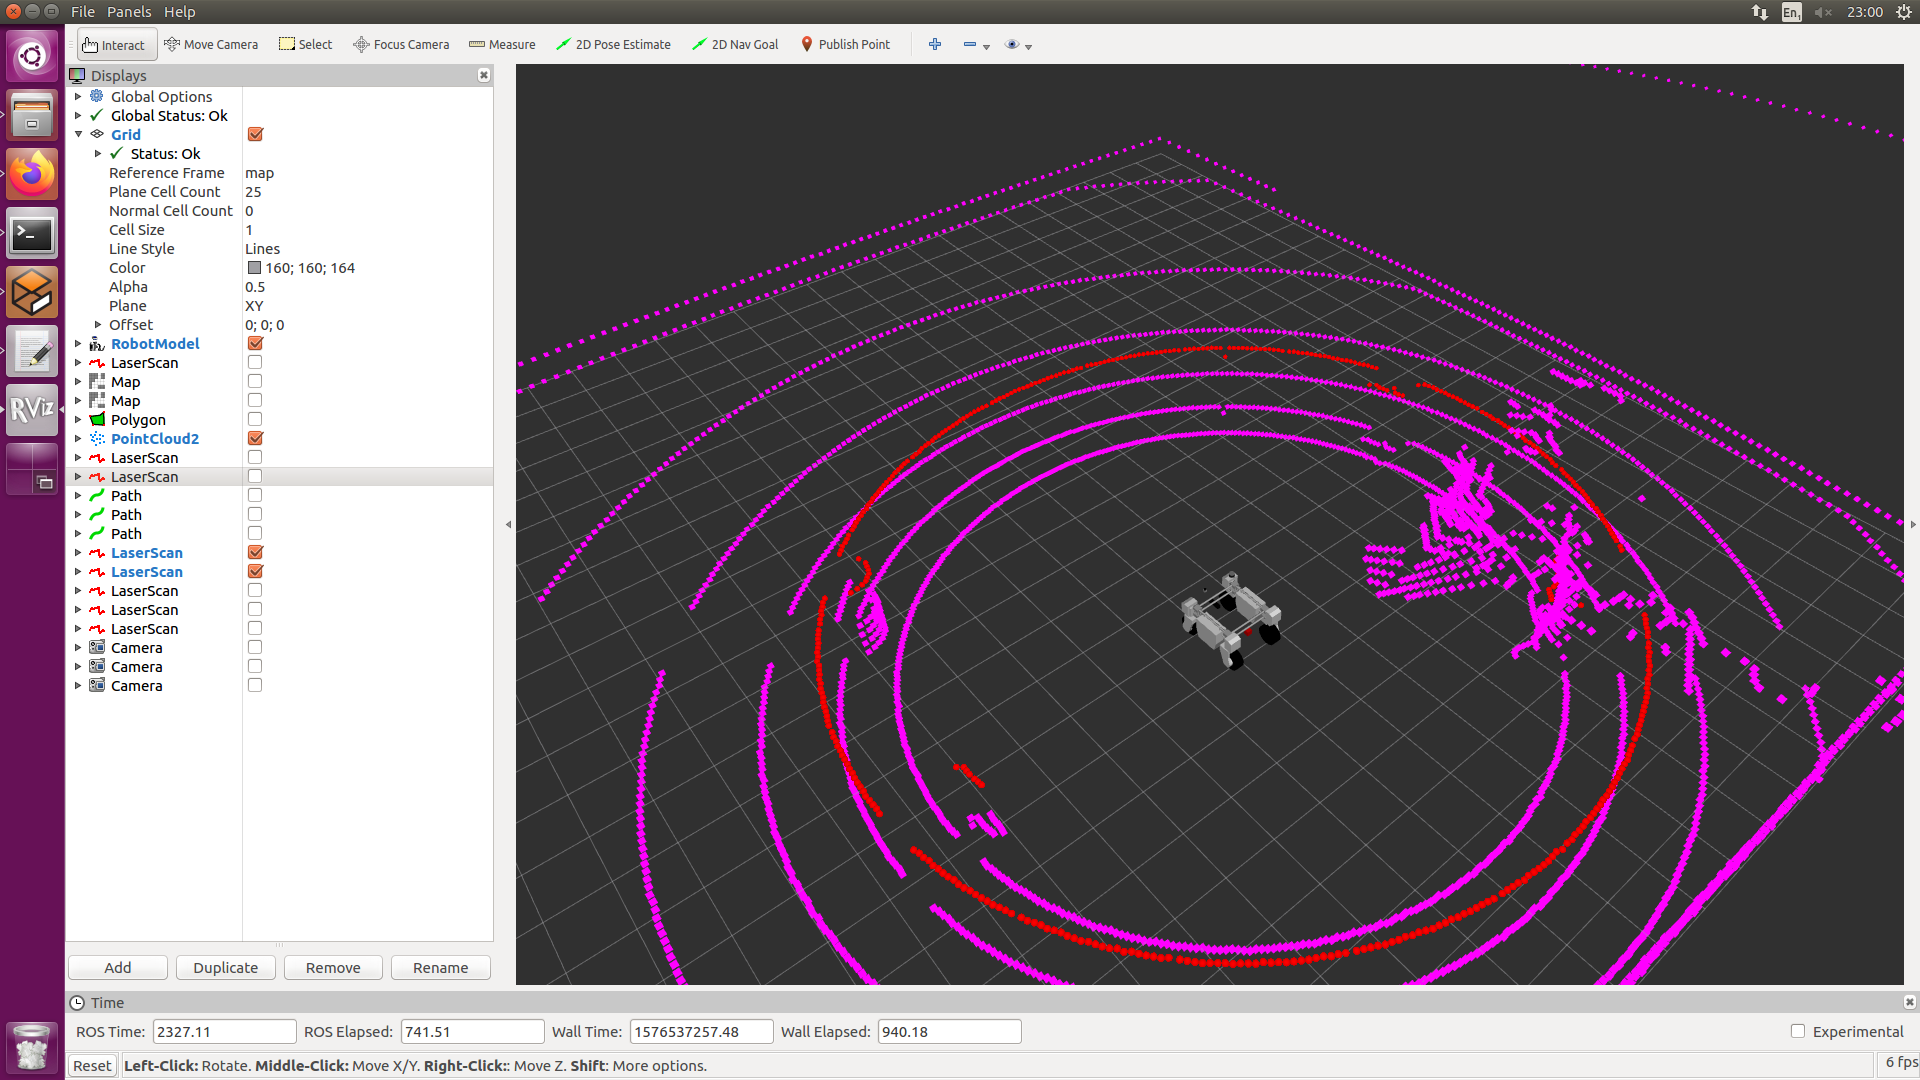 File Panels Help
En₁ 23:00
Interact Move Camera Select Focus Camera Measure 2D Pose Estimate 2D Nav Goal Publish Point
Displays
Global Options
Global Status: Ok
Grid
Status: Ok
Reference Frame map
Plane Cell Count 25
Normal Cell Count 0
Cell Size 1
Line Style Lines
Color 160; 160; 164
Alpha 0.5
Plane XY
Offset 0; 0; 0
RobotModel
LaserScan
Map
Map
Polygon
PointCloud2
LaserScan
LaserScan
Path
Path
Path
LaserScan
LaserScan
LaserScan
LaserScan
LaserScan
Camera
Camera
Camera
RViz
Add Duplicate Remove Rename
Time
ROS Time: 2327.11 ROS Elapsed: 741.51 Wall Time: 1576537257.48 Wall Elapsed: 940.18 Experimental
Reset Left-Click: Rotate. Middle-Click: Move X/Y. Right-Click:: Move Z. Shift: More options. 6 fps